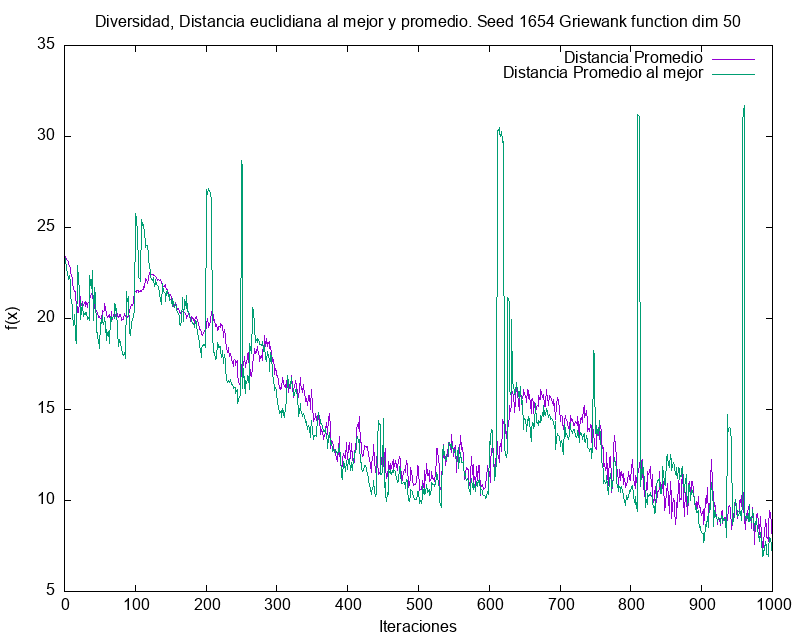 Diversidad, Distancia euclidiana al mejor y promedio. Seed 1654 Griewank function dim 50
35
30
25
20
15
10
5
f(x)
Distancia Promedio
Distancia Promedio al mejor
0 100 200 300 400 500 600 700 800 900 1000
Iteraciones